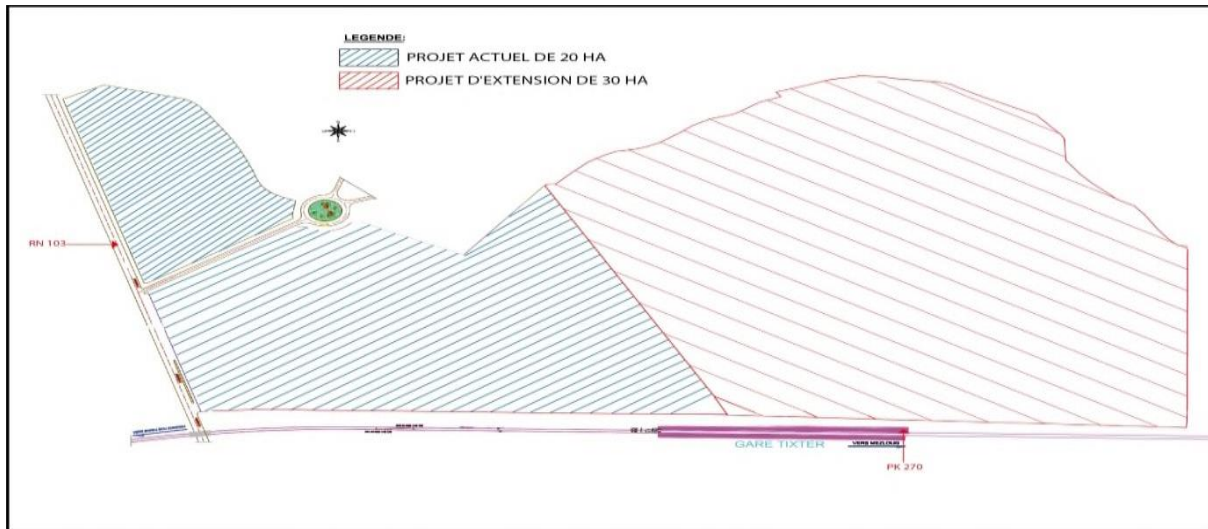 LEGENDE:
PROJET ACTUEL DE 20 HA
PROJET D'EXTENSION DE 30 HA
RN 103
GARE TIXTER
VERS MEZLOUG
PK 270